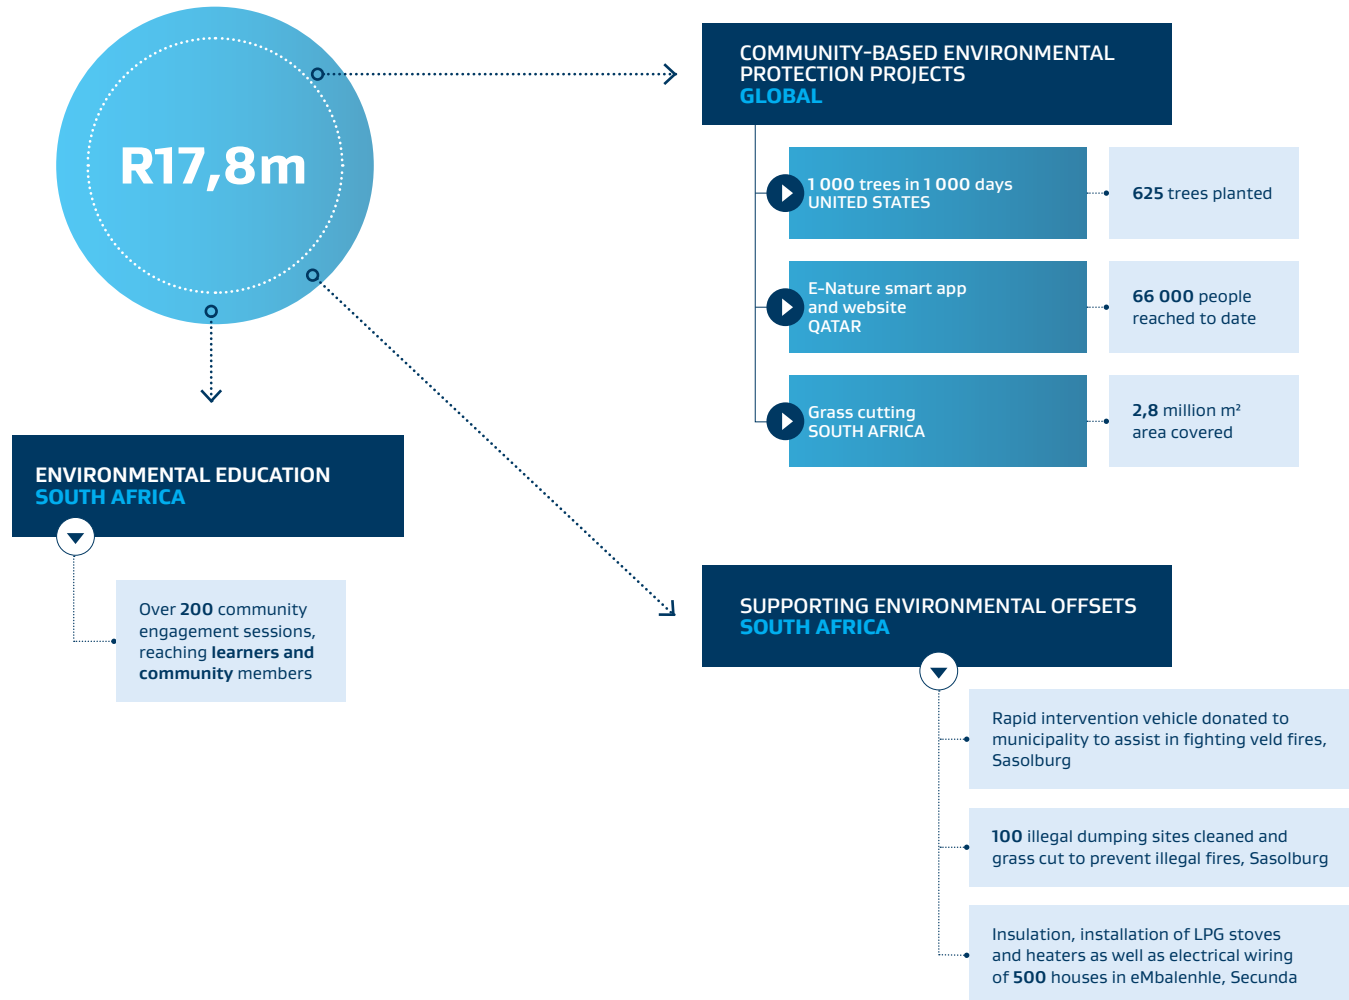 R17,8m
COMMUNITY-BASED ENVIRONMENTAL
PROTECTION PROJECTS
GLOBAL
1 000 trees in 1 000 days
UNITED STATES
625 trees planted
E-Nature smart app
and website
QATAR
66 000 people
reached to date
Grass cutting
SOUTH AFRICA
2,8 million m²
area covered
ENVIRONMENTAL EDUCATION
SOUTH AFRICA
Over 200 community
engagement sessions,
reaching learners and
community members
SUPPORTING ENVIRONMENTAL OFFSETS
SOUTH AFRICA
Rapid intervention vehicle donated to
municipality to assist in fighting veld fires,
Sasolburg
100 illegal dumping sites cleaned and
grass cut to prevent illegal fires, Sasolburg
Insulation, installation of LPG stoves
and heaters as well as electrical wiring
of 500 houses in eMbalenhle, Secunda